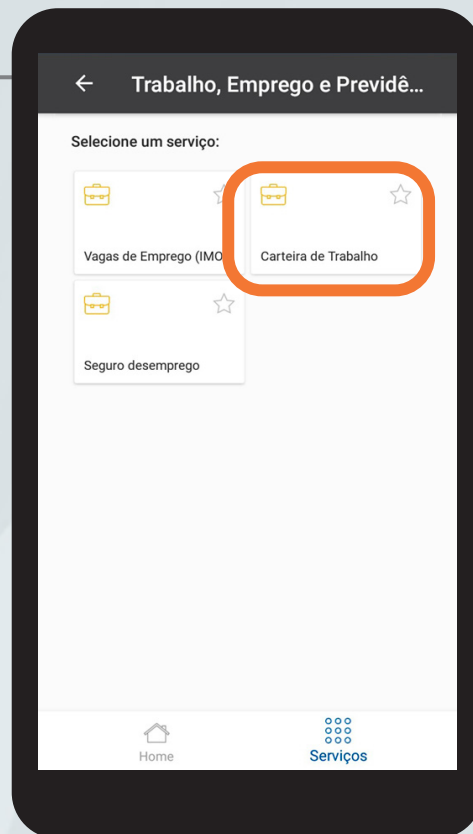 Trabalho, Emprego e Previdê...
Selecione um serviço:
Vagas de Emprego (IMO
Carteira de Trabalho
Seguro desemprego
Home
Serviços